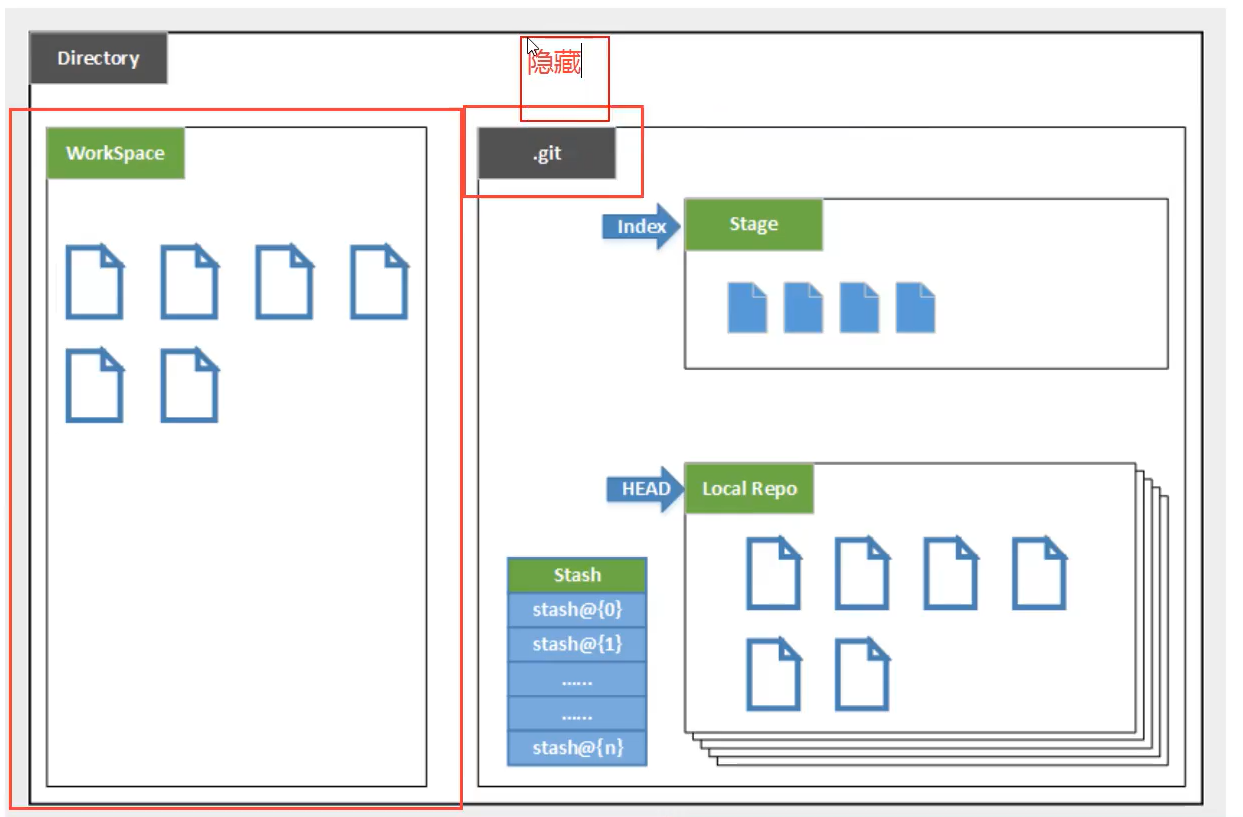 Directory
隐藏
WorkSpace
.git
Index
Stage
HEAD
Local Repo
Stash
stash@{0}
stash@{1}
......
......
stash@{n}